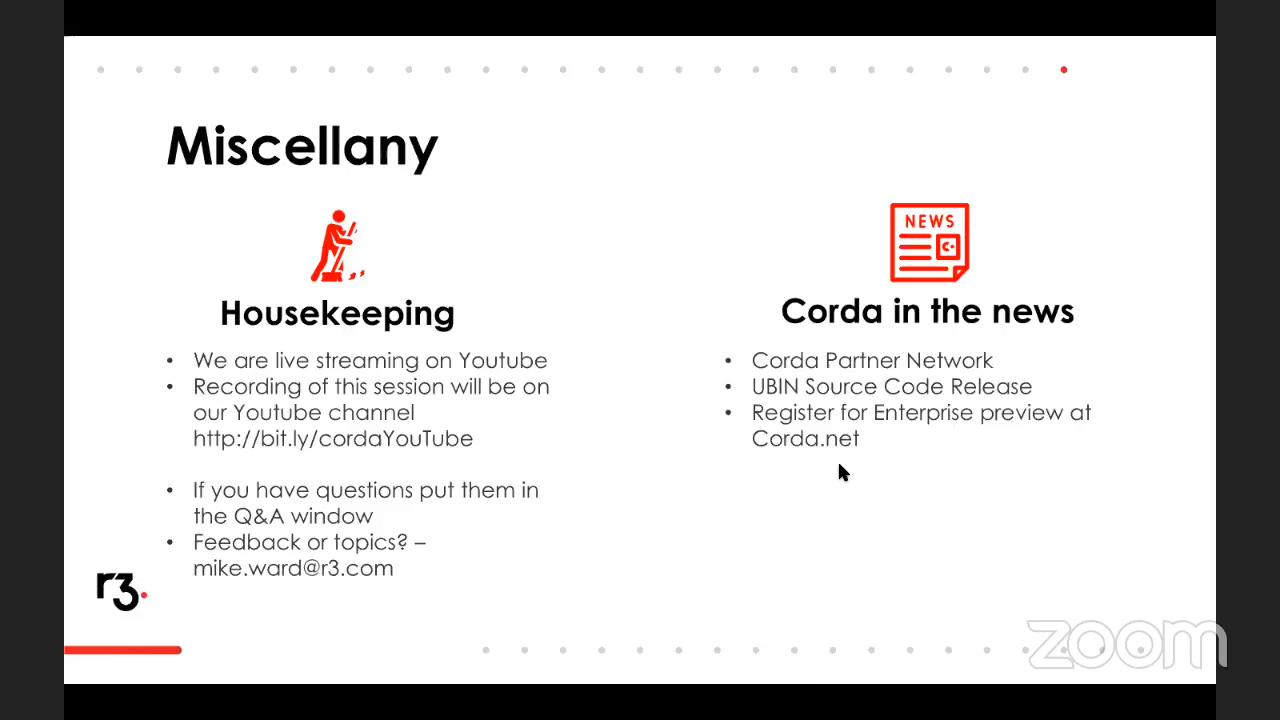 Miscellany
Housekeeping
• We are live streaming on Youtube
• Recording of this session will be on
our Youtube channel
http://bit.ly/cordaYouTube
• If you have questions put them in
the Q&A window
• Feedback or topics? –
mike.ward@r3.com
NEWS
Corda in the news
• Corda Partner Network
• UBIN Source Code Release
• Register for Enterprise preview at
Corda.net
r3.
zoom